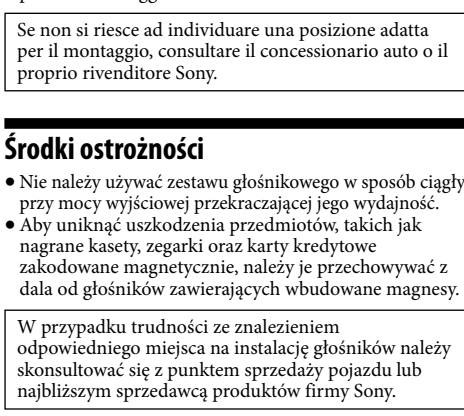 Se non si riesce ad individuare una posizione adatta
per il montaggio, consultare il concessionario auto o il
proprio rivenditore Sony.
Środki ostrożności
• Nie należy używać zestawu głośnikowego w sposób ciągły
przy mocy wyjściowej przekraczającej jego wydajność.
• Aby uniknąć uszkodzenia przedmiotów, takich jak
nagrane kasety, zegarki oraz karty kredytowe
zakodowane magnetycznie, należy je przechowywać z
dala od głośników zawierających wbudowane magnesy.
W przypadku trudności ze znalezieniem
odpowiedniego miejsca na instalację głośników należy
skonsultować się z punktem sprzedaży pojazdu lub
najbliższym sprzedawcą produktów firmy Sony.